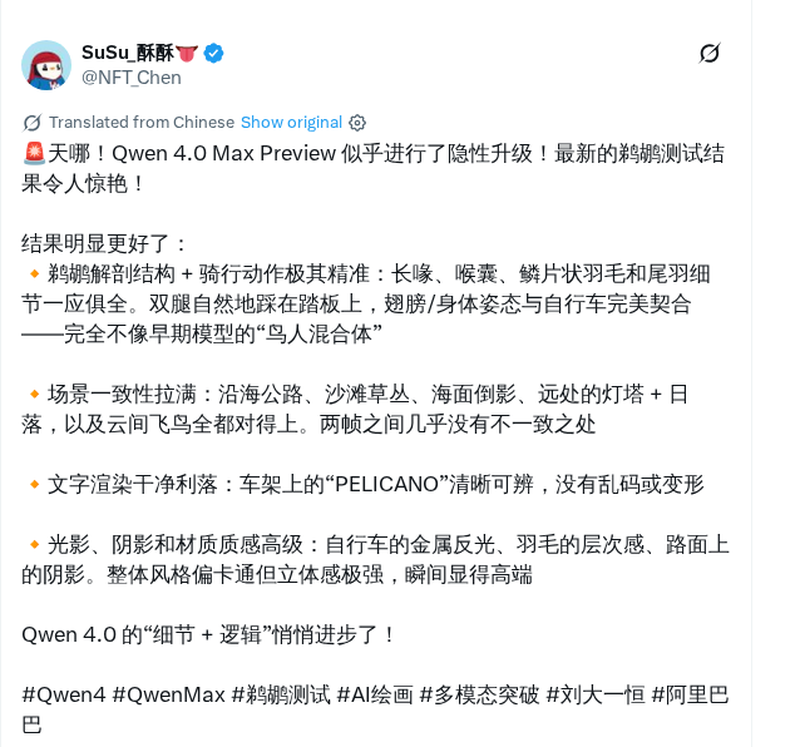 SuSu_酥酥👅
@NFT_Chen
Translated from Chinese Show original
🚨天哪！Qwen 4.0 Max Preview 似乎进行了隐性升级！最新的鹈鹕测试结
果令人惊艳！
结果明显更好了：
🔸鹈鹕解剖结构 + 骑行动作极其精准：长喙、喉囊、鳞片状羽毛和尾羽细
节一应俱全。双腿自然地踩在踏板上，翅膀/身体姿态与自行车完美契合
——完全不像早期模型的“鸟人混合体”
🔸场景一致性拉满：沿海公路、沙滩草丛、海面倒影、远处的灯塔 + 日
落，以及云间飞鸟全都对得上。两帧之间几乎没有不一致之处
🔸文字渲染干净利落：车架上的“PELICANO”清晰可辨，没有乱码或变形
🔸光影、阴影和材质质感高级：自行车的金属反光、羽毛的层次感、路面上
的阴影。整体风格偏卡通但立体感极强，瞬间显得高端
Qwen 4.0 的“细节 + 逻辑”悄悄进步了！
#Qwen4 #QwenMax #鹈鹕测试 #AI绘画 #多模态突破 #刘大一恒 #阿里巴
巴